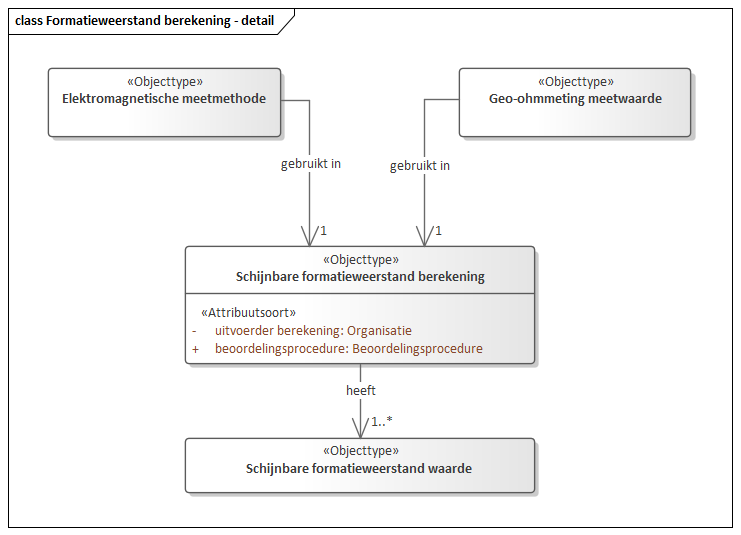 class Formatieweerstand berekening - detail
«Objecttype»
Elektromagnetische meetmethode
«Objecttype»
Geo-ohmmeting meetwaarde
gebruikt in
gebruikt in
1
1
«Objecttype»
Schijnbare formatieweerstand berekening
«Attribuutsoort»
- uitvoerder berekening: Organisatie
+ beoordelingsprocedure: Beoordelingsprocedure
heeft
1..*
«Objecttype»
Schijnbare formatieweerstand waarde